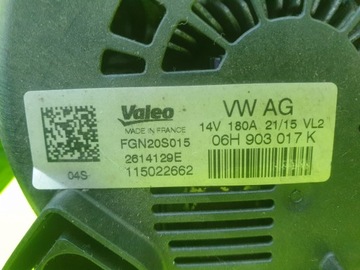 Valeo
MADE IN FRANCE
FGN20S015
2614129E
115022662
04S
VW AG
14V 180A 21/15 VL2
06H 903 017 K